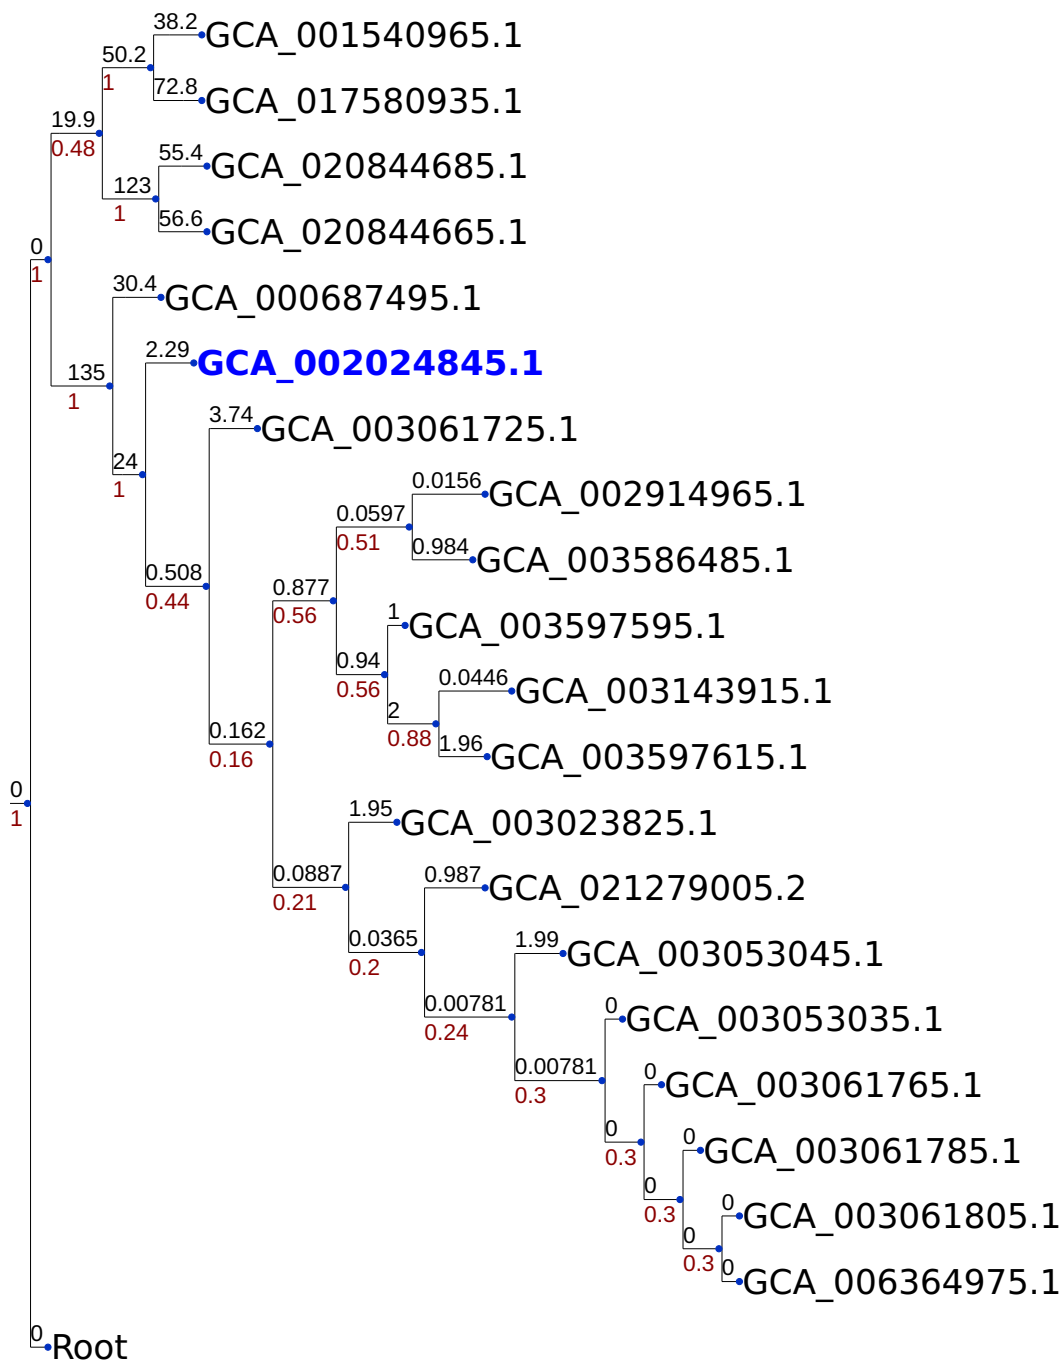 38.2
GCA_001540965.1
50.2
1
72.8
GCA_017580935.1
19.9
0.48
55.4
GCA_020844685.1
123
1
56.6
GCA_020844665.1
0
1
30.4
GCA_000687495.1
2.29
GCA_002024845.1
135
1
3.74
GCA_003061725.1
24
1
0.0156
GCA_002914965.1
0.0597
0.51
0.984
GCA_003586485.1
0.508
0.44
0.877
0.56
1
GCA_003597595.1
0.94
0.56
0.0446
GCA_003143915.1
2
0.88
0.162
0.16
1.96
GCA_003597615.1
0
1
1.95
GCA_003023825.1
0.0887
0.21
0.987
GCA_021279005.2
0.0365
0.2
1.99
GCA_003053045.1
0.00781
0.24
0
GCA_003053035.1
0.00781
0.3
0
GCA_003061765.1
0
0.3
0
GCA_003061785.1
0
0.3
0
GCA_003061805.1
0
0.3
0
GCA_006364975.1
0
Root